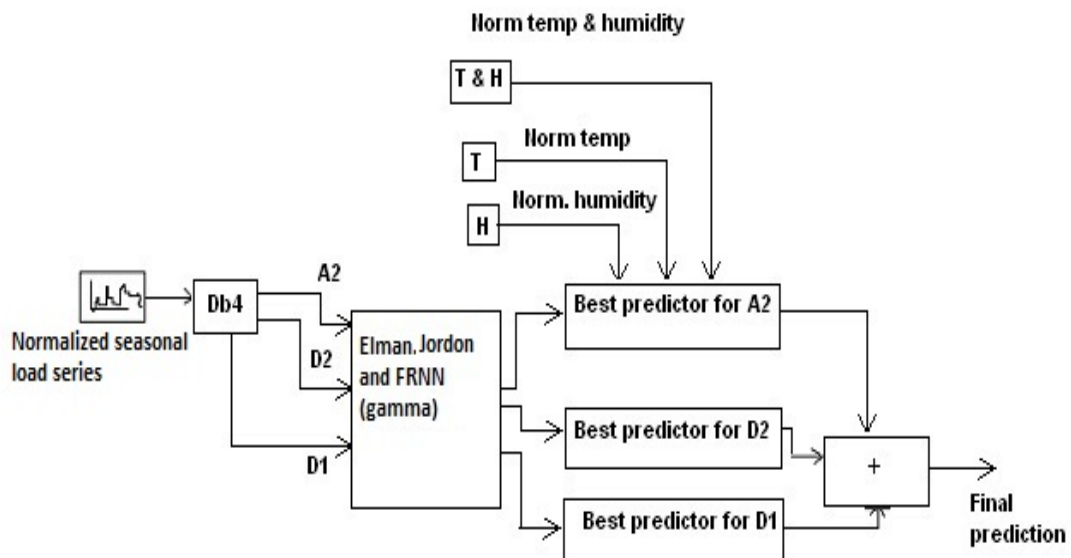 Norm temp & humidity
T & H
Norm temp
T
Norm. humidity
H
A2
Db4
Normalized seasonal
load series
D2
D1
Elman. Jordon
and FRNN
(gamma)
Best predictor for A2
Best predictor for D2
Best predictor for D1
+
Final
prediction